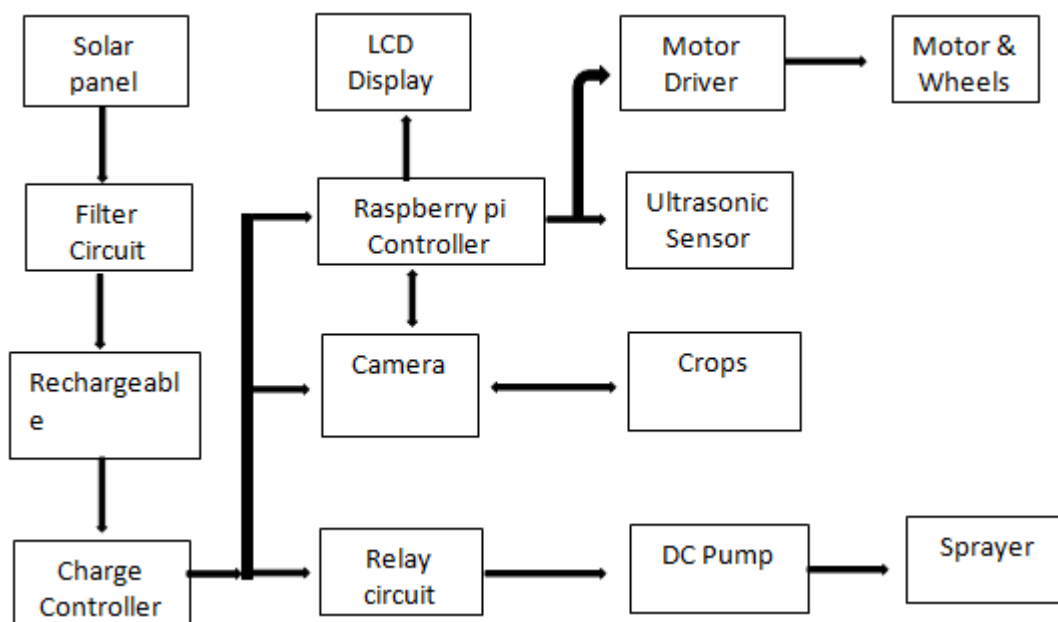 Solar
panel
LCD
Display
Motor
Driver
Motor &
Wheels
Filter
Circuit
Raspberry pi
Controller
Ultrasonic
Sensor
Rechargeabl
e
Camera
Crops
Charge
Controller
Relay
circuit
DC Pump
Sprayer